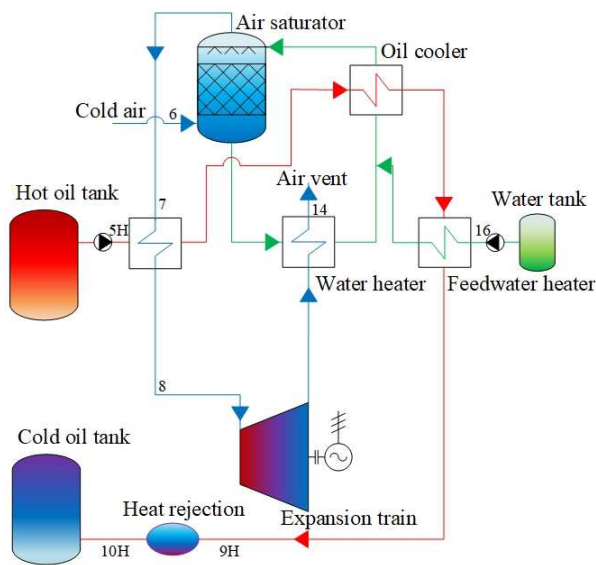 Air saturator
Oil cooler
Cold air
6
Hot oil tank
7
Air vent
Water tank
5H
14
16
Water heater
Feedwater heater
8
Cold oil tank
Heat rejection
Expansion train
10H
9H